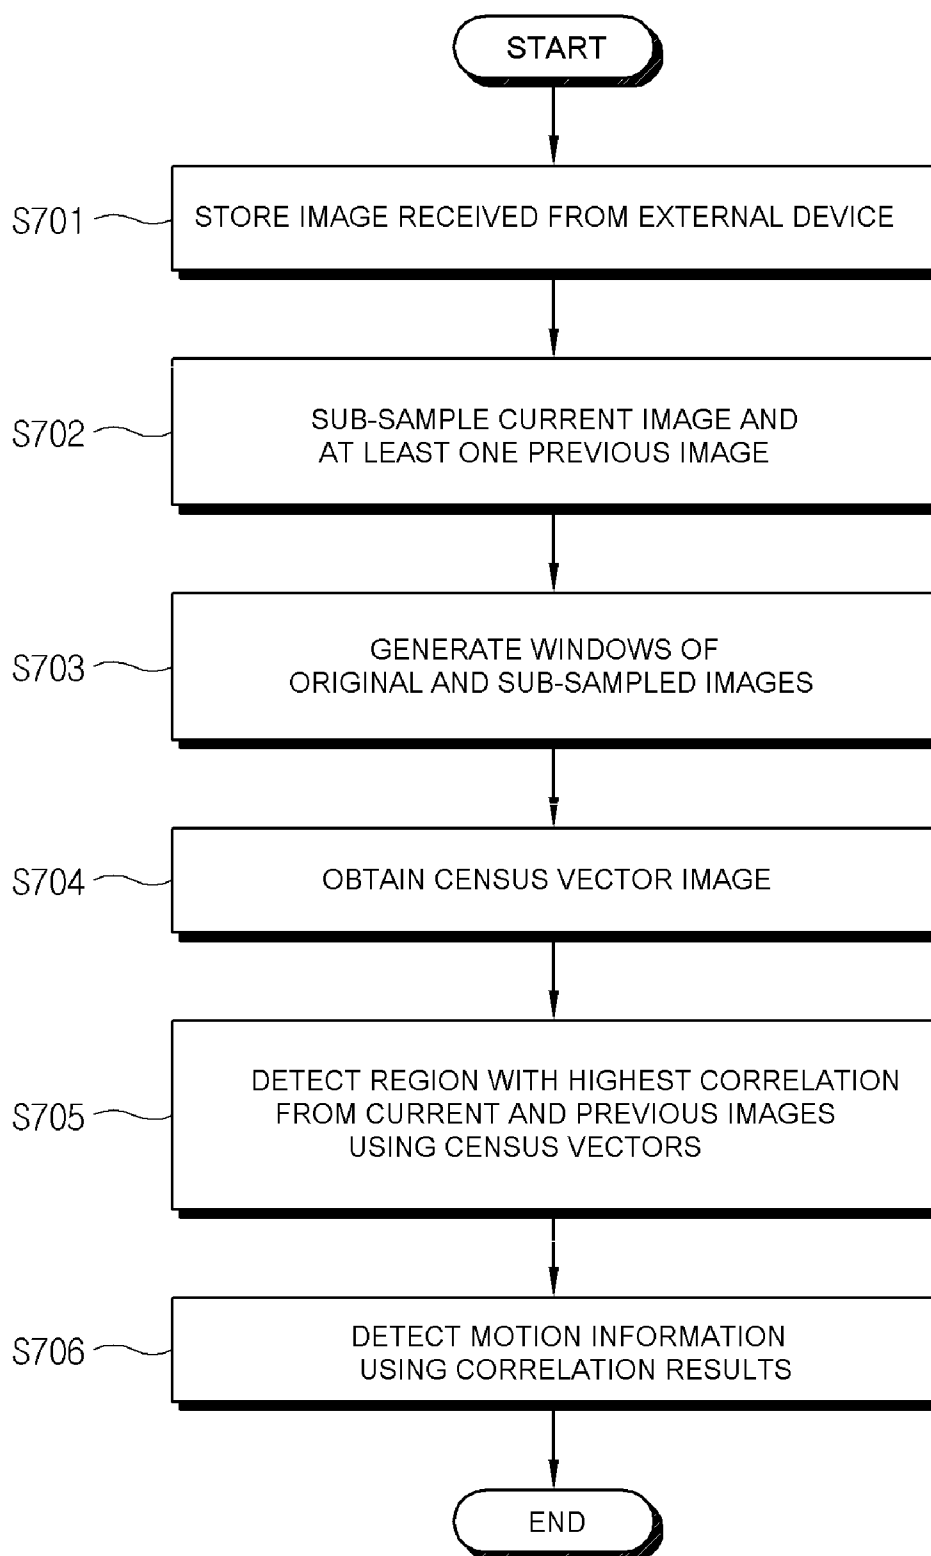 START
S701
STORE IMAGE RECEIVED FROM EXTERNAL DEVICE
S702
SUB-SAMPLE CURRENT IMAGE AND
AT LEAST ONE PREVIOUS IMAGE
S703
GENERATE WINDOWS OF
ORIGINAL AND SUB-SAMPLED IMAGES
S704
OBTAIN CENSUS VECTOR IMAGE
S705
DETECT REGION WITH HIGHEST CORRELATION
FROM CURRENT AND PREVIOUS IMAGES
USING CENSUS VECTORS
S706
DETECT MOTION INFORMATION
USING CORRELATION RESULTS
END